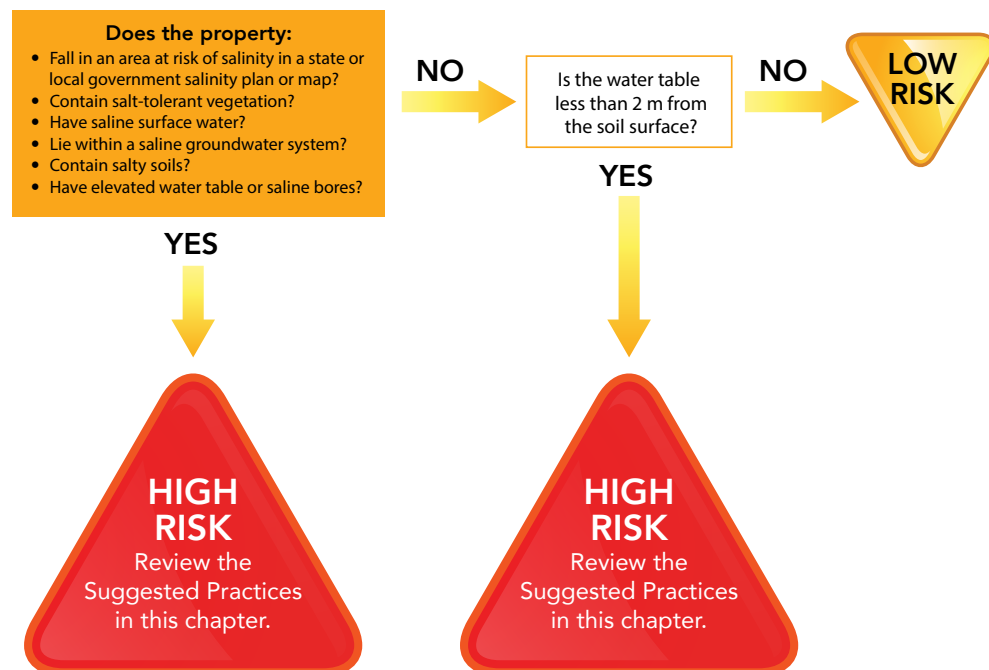 Does the property:
• Fall in an area at risk of salinity in a state or
local government salinity plan or map?
• Contain salt-tolerant vegetation?
• Have saline surface water?
• Lie within a saline groundwater system?
• Contain salty soils?
• Have elevated water table or saline bores?
NO
Is the water table
less than 2 m from
the soil surface?
NO
LOW
RISK
YES
YES
HIGH
RISK
Review the
Suggested Practices
in this chapter.
HIGH
RISK
Review the
Suggested Practices
in this chapter.